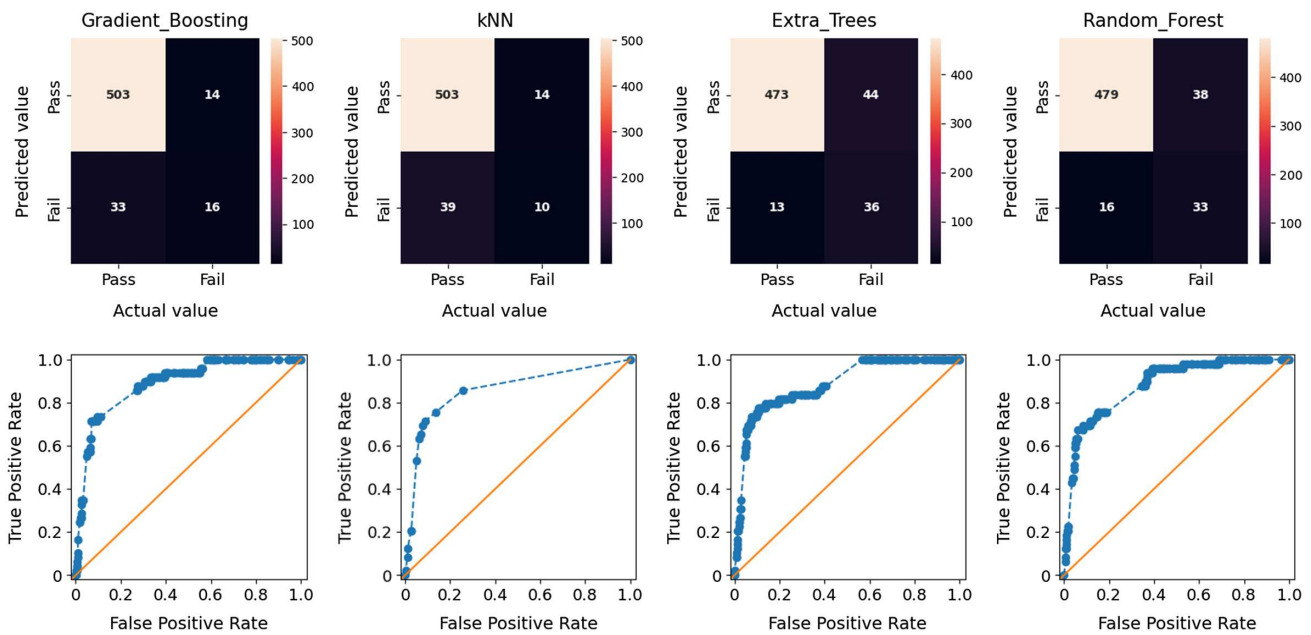 Gradient_Boosting
Predicted value
Pass
Fail
503 14
33 16
500
400
300
200
100
Pass Fail
Actual value
kNN
Predicted value
Pass
Fail
503 14
39 10
500
400
300
200
100
Pass Fail
Actual value
Extra_Trees
Predicted value
Pass
Fail
473 44
13 36
400
300
200
100
Pass Fail
Actual value
Random_Forest
Predicted value
Pass
Fail
479 38
16 33
400
300
200
100
Pass Fail
Actual value
True Positive Rate
1.0
0.8
0.6
0.4
0.2
0
0 0.2 0.4 0.6 0.8 1.0
False Positive Rate
True Positive Rate
1.0
0.8
0.6
0.4
0.2
0
0 0.2 0.4 0.6 0.8 1.0
False Positive Rate
True Positive Rate
1.0
0.8
0.6
0.4
0.2
0
0 0.2 0.4 0.6 0.8 1.0
False Positive Rate
True Positive Rate
1.0
0.8
0.6
0.4
0.2
0
0 0.2 0.4 0.6 0.8 1.0
False Positive Rate